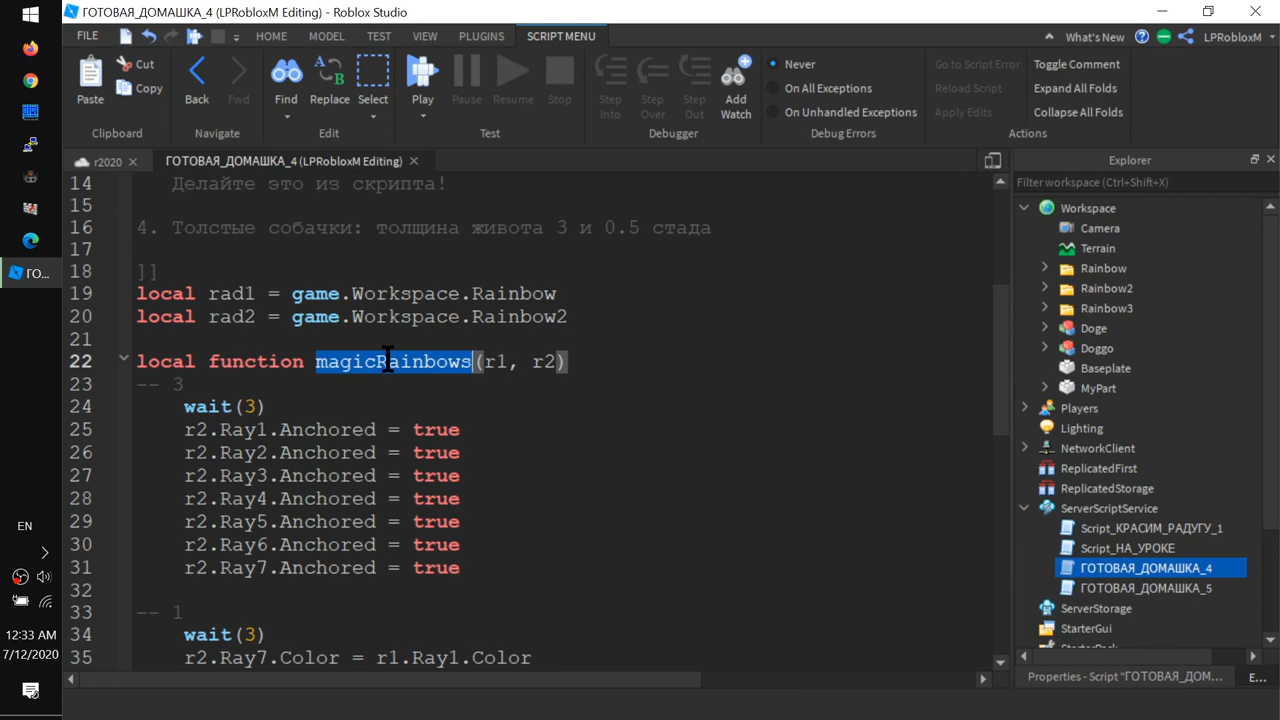 ГОТОВАЯ_ДОМАШКА_4 (LPRobloxM Editing) - Roblox Studio
FILE HOME MODEL TEST VIEW PLUGINS SCRIPT MENU What's New LPRobloxM
Paste Cut Copy Back Fwd Find Replace Select Play Pause Resume Stop Step Into Step Over Step Out Add Watch Never On All Exceptions On Unhandled Exceptions Go to Script Error Reload Script Apply Edits Toggle Comment Expand All Folds Collapse All Folds
Clipboard Navigate Edit Test Debugger Debug Errors Actions
r2020 ГОТОВАЯ_ДОМАШКА_4 (LPRobloxM Editing)
14 Делайте это из скрипта!
15
16 4. Толстые собачки: толщина живота 3 и 0.5 стада
17
18 ]]
19 local rad1 = game.Workspace.Rainbow
20 local rad2 = game.Workspace.Rainbow2
21
22 local function magicRainbows(r1, r2)
23 -- 3
24 wait(3)
25 r2.Ray1.Anchored = true
26 r2.Ray2.Anchored = true
27 r2.Ray3.Anchored = true
28 r2.Ray4.Anchored = true
29 r2.Ray5.Anchored = true
30 r2.Ray6.Anchored = true
31 r2.Ray7.Anchored = true
32
33 -- 1
34 wait(3)
35 r2.Ray7.Color = r1.Ray1.Color
Explorer
Filter workspace (Ctrl+Shift+X)
Workspace
Camera
Terrain
Rainbow
Rainbow2
Rainbow3
Doge
Doggo
Baseplate
MyPart
Players
Lighting
NetworkClient
ReplicatedFirst
ReplicatedStorage
ServerScriptService
Script_КРАСИМ_РАДУГУ_1
Script_НА_УРОКЕ
ГОТОВАЯ_ДОМАШКА_4
ГОТОВАЯ_ДОМАШКА_5
ServerStorage
StarterGui
Properties - Script "ГОТОВАЯ_ДОМ... E...
ГО...
EN
12:33 AM
7/12/2020